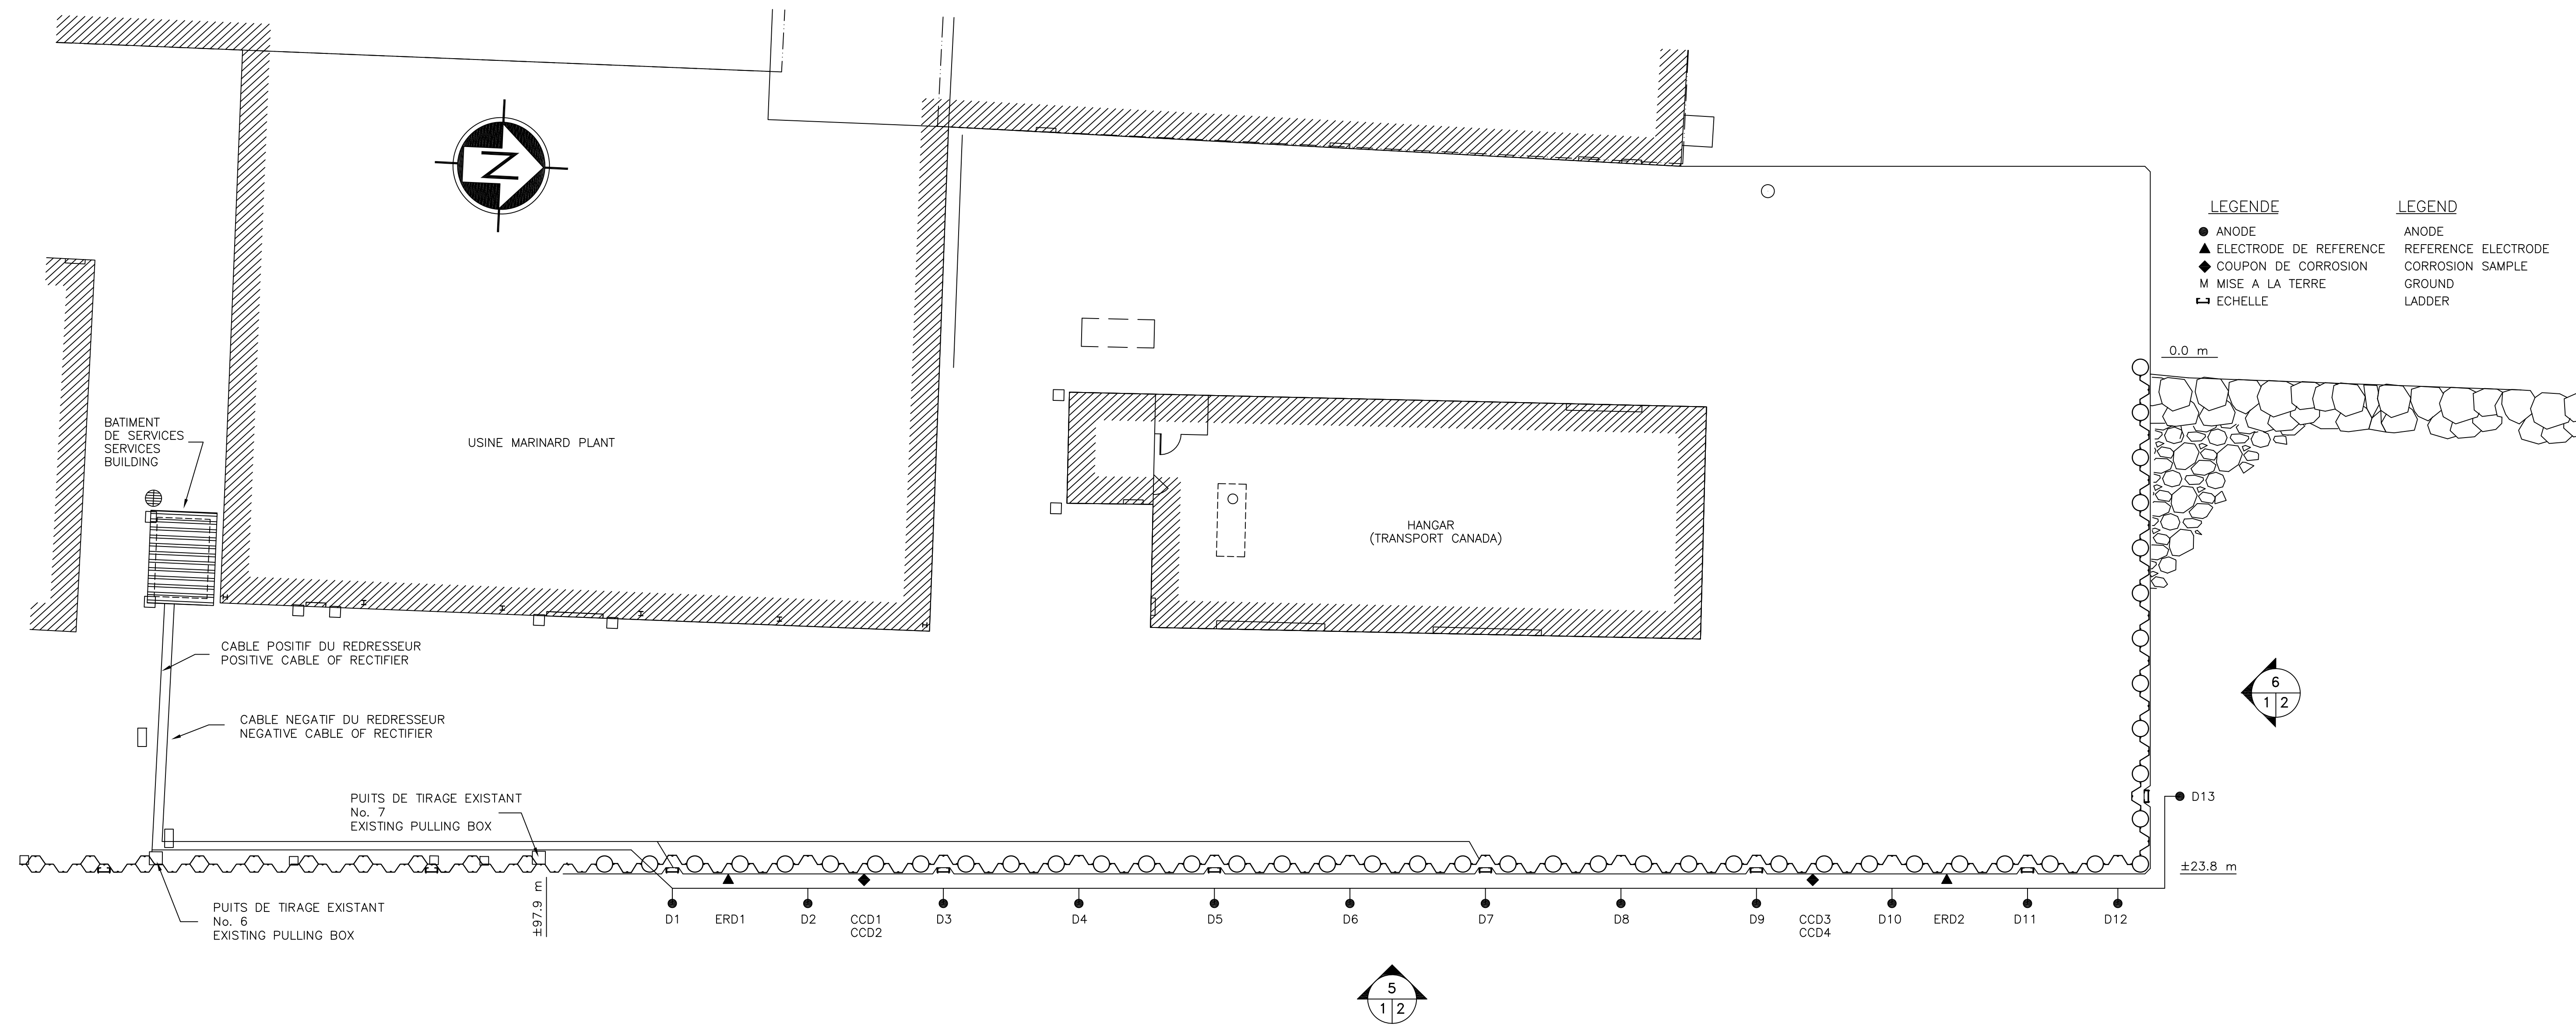 N
LEGENDE
LEGEND
ANODE
ANODE
ELECTRODE DE REFERENCE
REFERENCE ELECTRODE
COUPON DE CORROSION
CORROSION SAMPLE
M MISE A LA TERRE
GROUND
ECHELLE
LADDER
0.0 m
BATIMENT
DE SERVICES
SERVICES
BUILDING
USINE MARINARD PLANT
HANGAR
(TRANSPORT CANADA)
CABLE POSITIF DU REDRESSEUR
POSITIVE CABLE OF RECTIFIER
CABLE NEGATIF DU REDRESSEUR
NEGATIVE CABLE OF RECTIFIER
6
1 2
PUITS DE TIRAGE EXISTANT
No. 7
EXISTING PULLING BOX
D13
±23.8 m
PUITS DE TIRAGE EXISTANT
No. 6
EXISTING PULLING BOX
±97.9 m
D1
ERD1
D2
CCD1
CCD2
D3
D4
D5
D6
D7
D8
D9
CCD3
CCD4
D10
ERD2
D11
D12
5
1 2